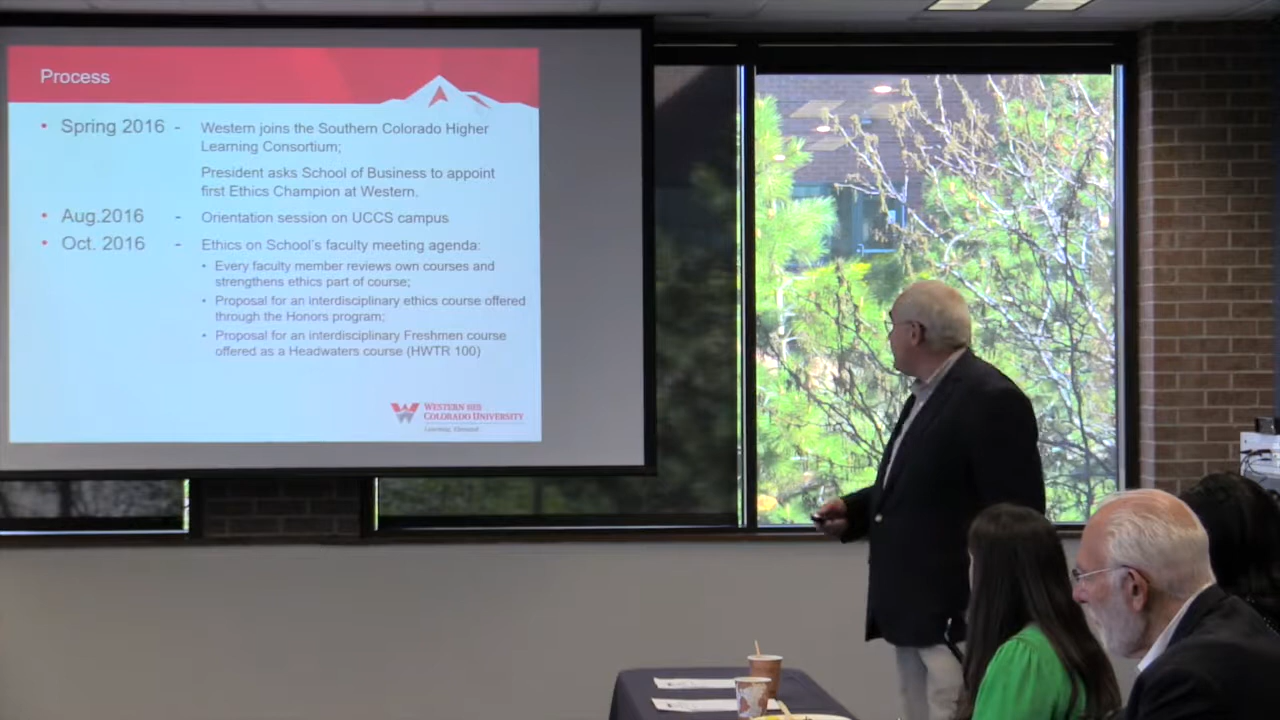 Process
• Spring 2016 - Western joins the Southern Colorado Higher
Learning Consortium;
President asks School of Business to appoint
first Ethics Champion at Western.
• Aug.2016 - Orientation session on UCCS campus
• Oct. 2016 - Ethics on School's faculty meeting agenda:
• Every faculty member reviews own courses and
strengthens ethics part of course;
• Proposal for an interdisciplinary ethics course offered
through the Honors program;
• Proposal for an interdisciplinary Freshmen course
offered as a Headwaters course (HWTR 100)
WESTERN
COLORADO UNIVERSITY
Learning, Elevated.